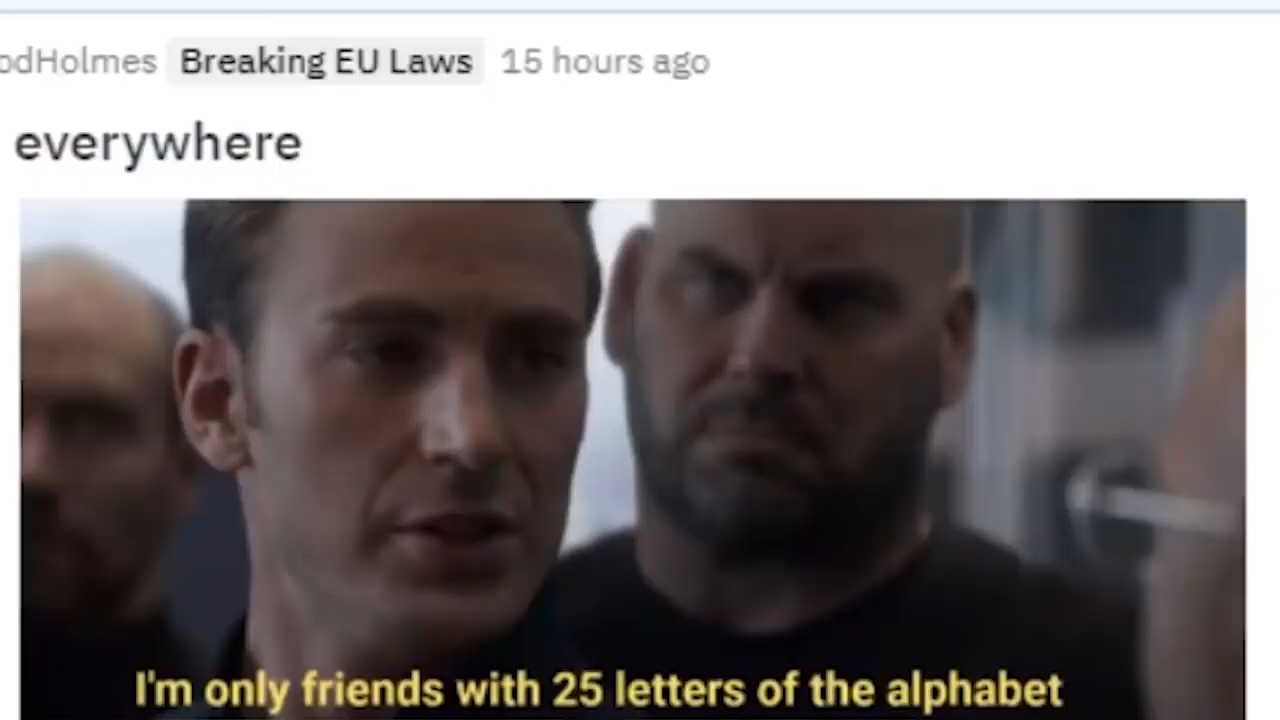 odHolmes Breaking EU Laws 15 hours ago
everywhere
I'm only friends with 25 letters of the alphabet